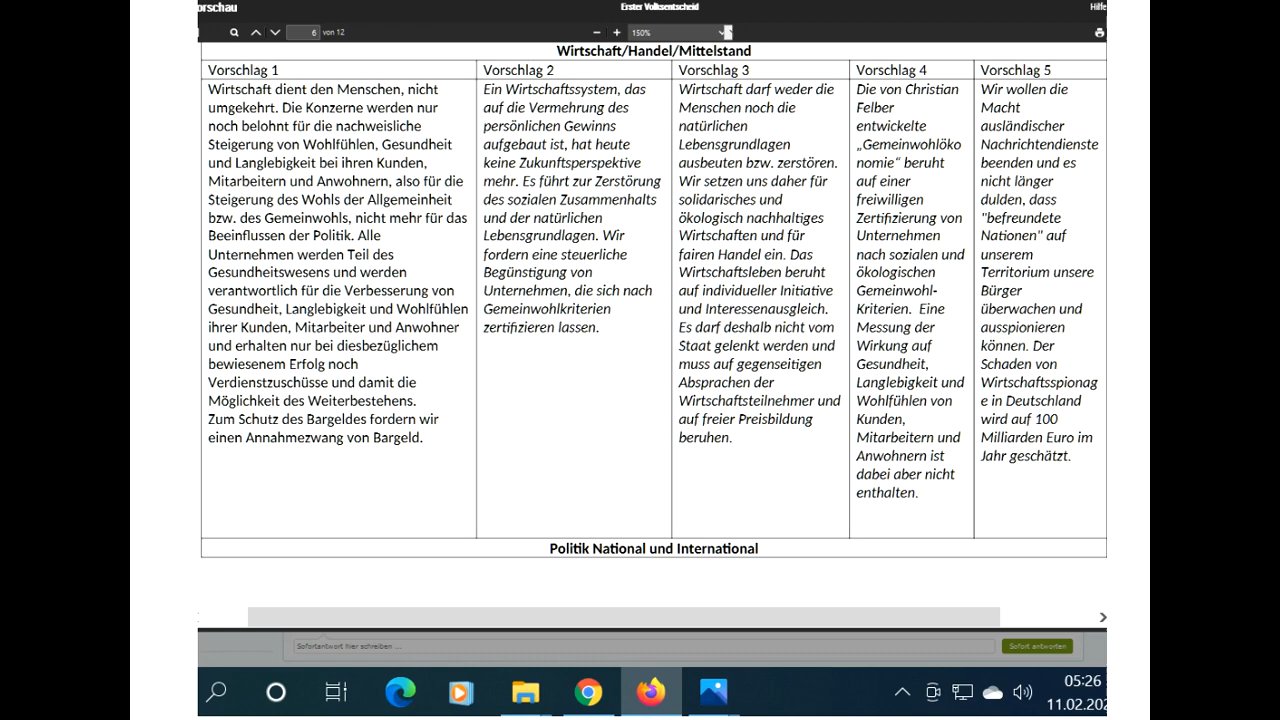 orschau
Erster Volksentscheid
Hilfe
6 von 12
150%
Wirtschaft/Handel/Mittelstand
Vorschlag 1
Wirtschaft dient den Menschen, nicht
umgekehrt. Die Konzerne werden nur
noch belohnt für die nachweisliche
Steigerung von Wohlfühlen, Gesundheit
und Langlebigkeit bei ihren Kunden,
Mitarbeitern und Anwohnern, also für die
Steigerung des Wohls der Allgemeinheit
bzw. des Gemeinwohls, nicht mehr für das
Beeinflussen der Politik. Alle
Unternehmen werden Teil des
Gesundheitswesens und werden
verantwortlich für die Verbesserung von
Gesundheit, Langlebigkeit und Wohlfühlen
ihrer Kunden, Mitarbeiter und Anwohner
und erhalten nur bei diesbezüglichem
bewiesenem Erfolg noch
Verdienstzuschüsse und damit die
Möglichkeit des Weiterbestehens.
Zum Schutz des Bargeldes fordern wir
einen Annahmezwang von Bargeld.
Vorschlag 2
Ein Wirtschaftssystem, das
auf die Vermehrung des
persönlichen Gewinns
aufgebaut ist, hat heute
keine Zukunftsperspektive
mehr. Es führt zur Zerstörung
des sozialen Zusammenhalts
und der natürlichen
Lebensgrundlagen. Wir
fordern eine steuerliche
Begünstigung von
Unternehmen, die sich nach
Gemeinwohlkriterien
zertifizieren lassen.
Vorschlag 3
Wirtschaft darf weder die
Menschen noch die
natürlichen
Lebensgrundlagen
ausbeuten bzw. zerstören.
Wir setzen uns daher für
solidarisches und
ökologisch nachhaltiges
Wirtschaften und für
fairen Handel ein. Das
Wirtschaftsleben beruht
auf individueller Initiative
und Interessenausgleich.
Es darf deshalb nicht vom
Staat gelenkt werden und
muss auf gegenseitigen
Absprachen der
Wirtschaftsteilnehmer und
auf freier Preisbildung
beruhen.
Vorschlag 4
Die von Christian
Felber
entwickelte
„Gemeinwohlöko
nomie“ beruht
auf einer
freiwilligen
Zertifizierung von
Unternehmen
nach sozialen und
ökologischen
Gemeinwohl-
Kriterien. Eine
Messung der
Wirkung auf
Gesundheit,
Langlebigkeit und
Wohlfühlen von
Kunden,
Mitarbeitern und
Anwohnern ist
dabei aber nicht
enthalten.
Vorschlag 5
Wir wollen die
Macht
ausländischer
Nachrichtendienste
beenden und es
nicht länger
dulden, dass
"befreundete
Nationen" auf
unserem
Territorium unsere
Bürger
überwachen und
ausspionieren
können. Der
Schaden von
Wirtschaftsspionag
e in Deutschland
wird auf 100
Milliarden Euro im
Jahr geschätzt.
Politik National und International
Sofortantwort hier schreiben ...
Sofort antworten
05:26
11.02.202